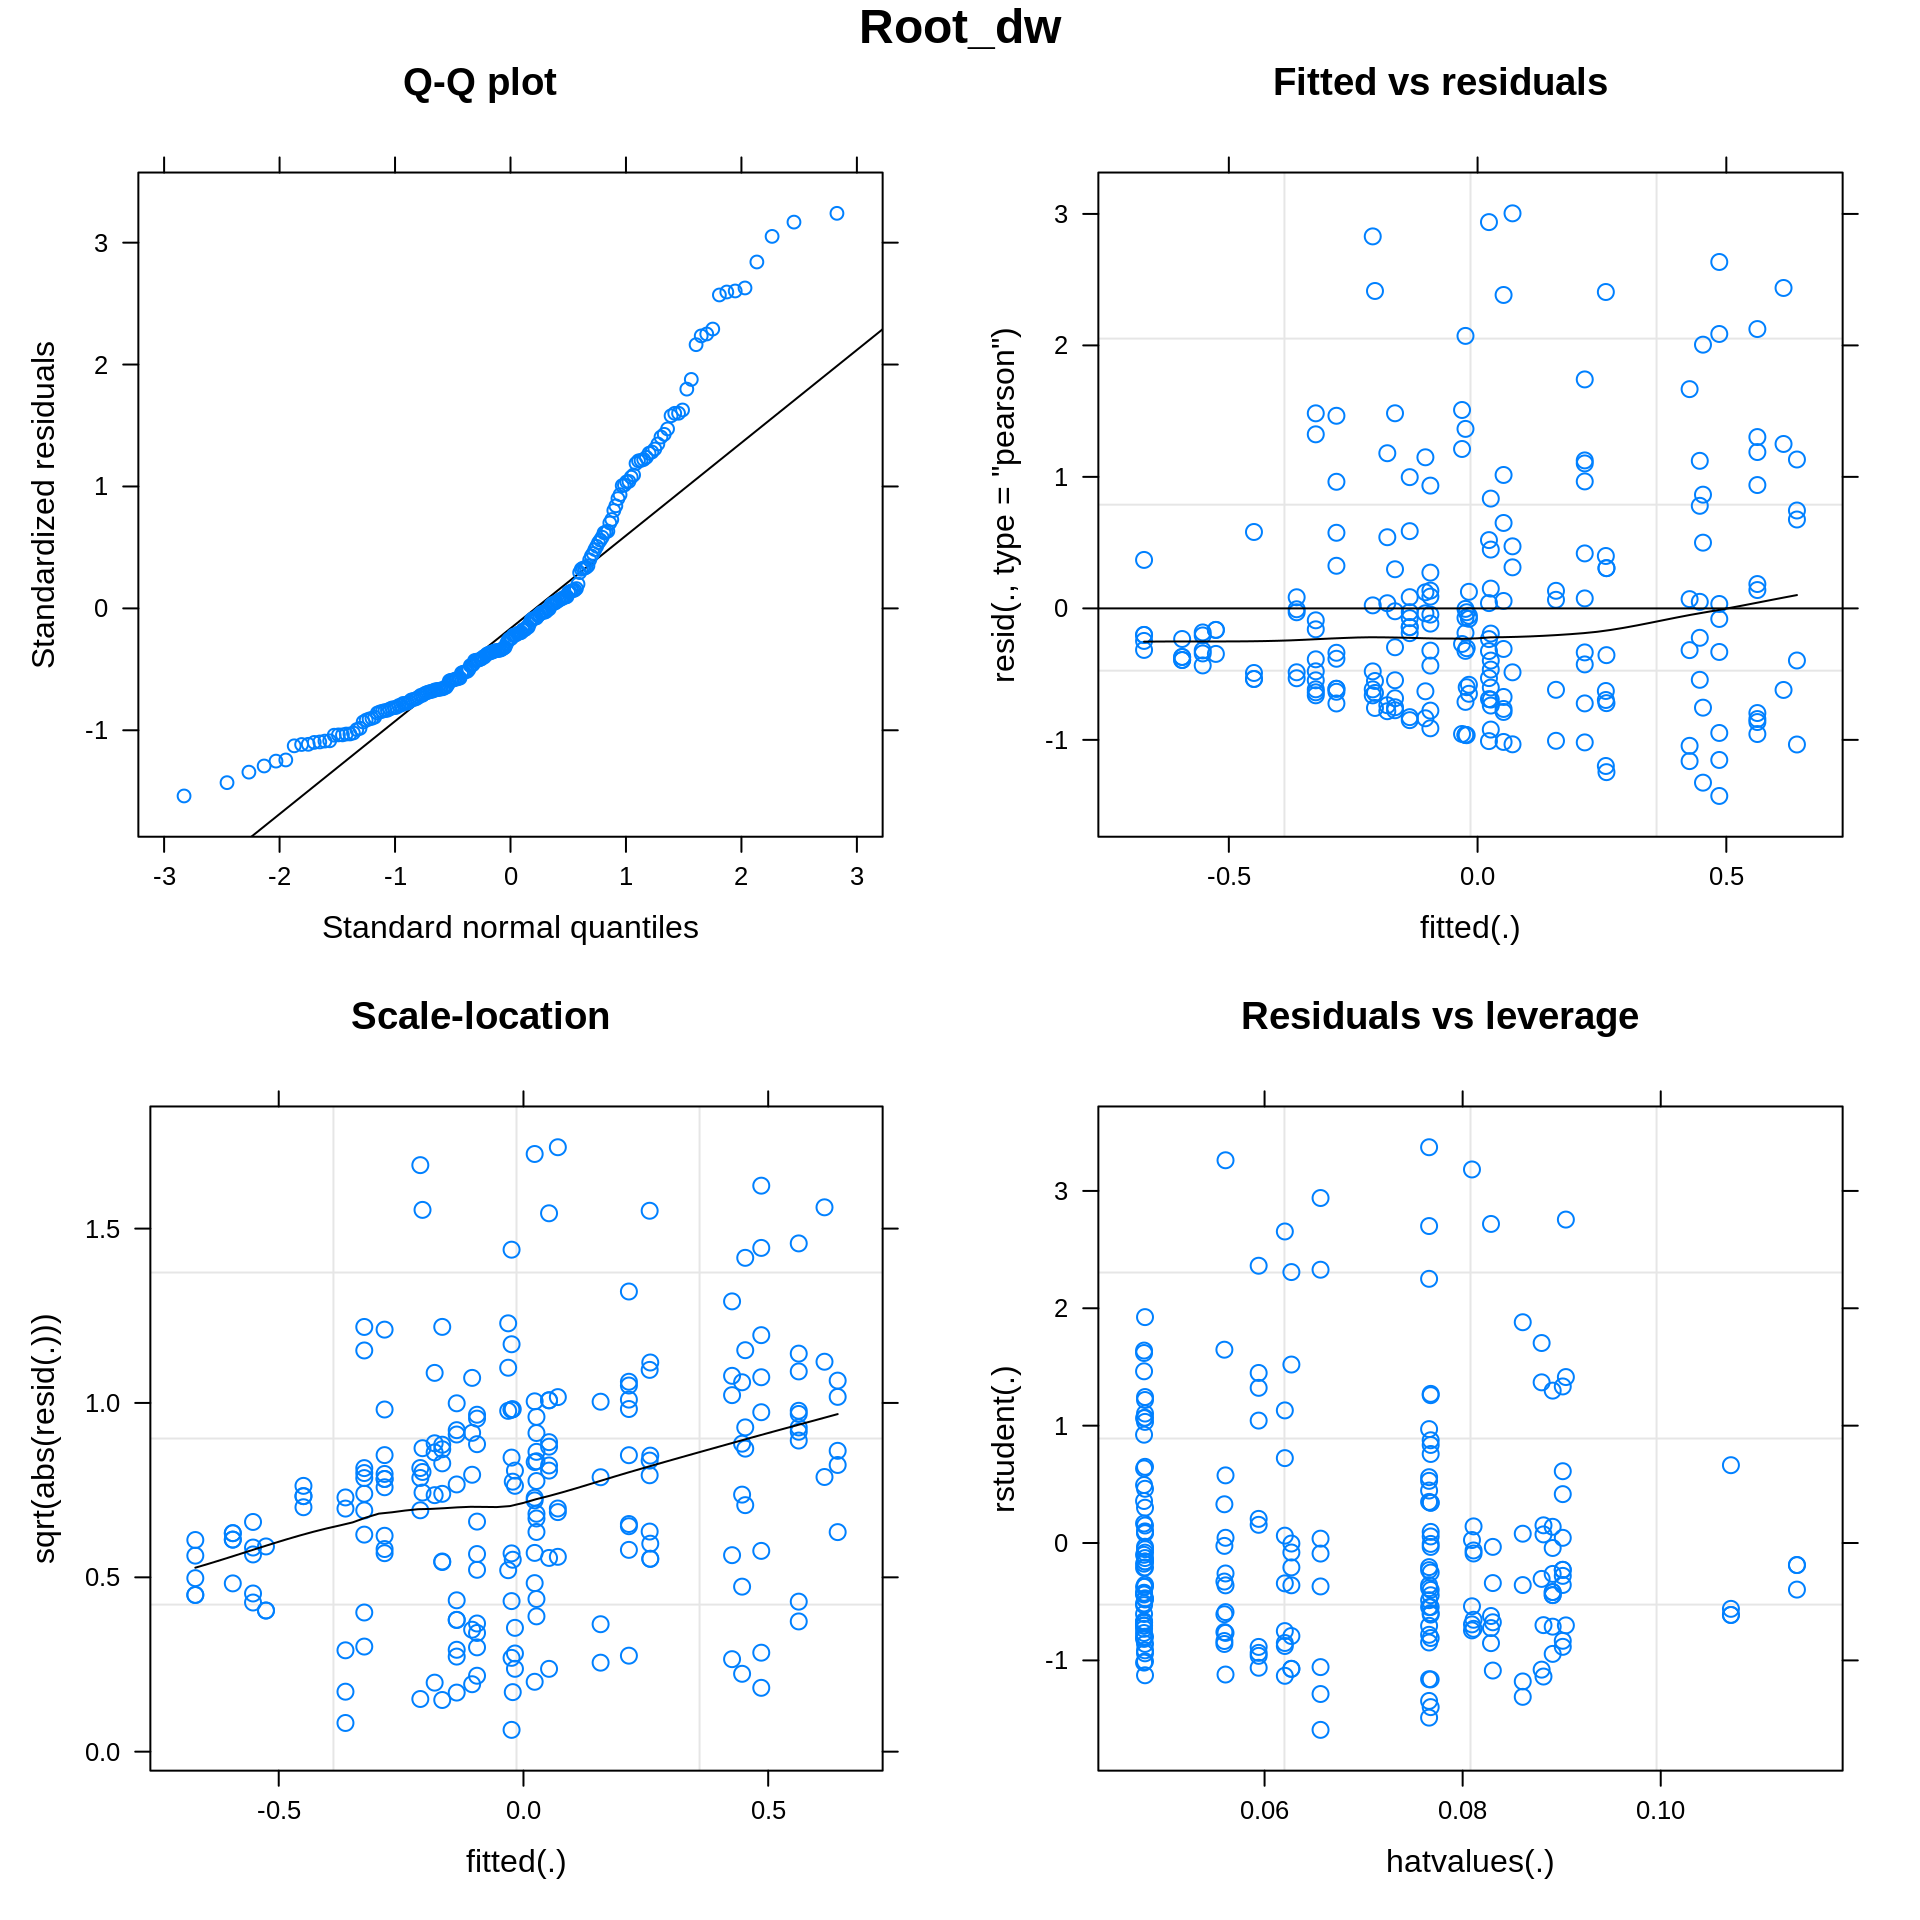 Root_dw
Q-Q plot
Standardized residuals
3
2
1
0
-1
-3 -2 -1 0 1 2 3
Standard normal quantiles
Fitted vs residuals
resid(., type = "pearson")
3
2
1
0
-1
-0.5 0.0 0.5
fitted(.)
Scale-location
sqrt(abs(resid(.)))
1.5
1.0
0.5
0.0
-0.5 0.0 0.5
fitted(.)
Residuals vs leverage
rstudent(.)
3
2
1
0
-1
0.06 0.08 0.10
hatvalues(.)